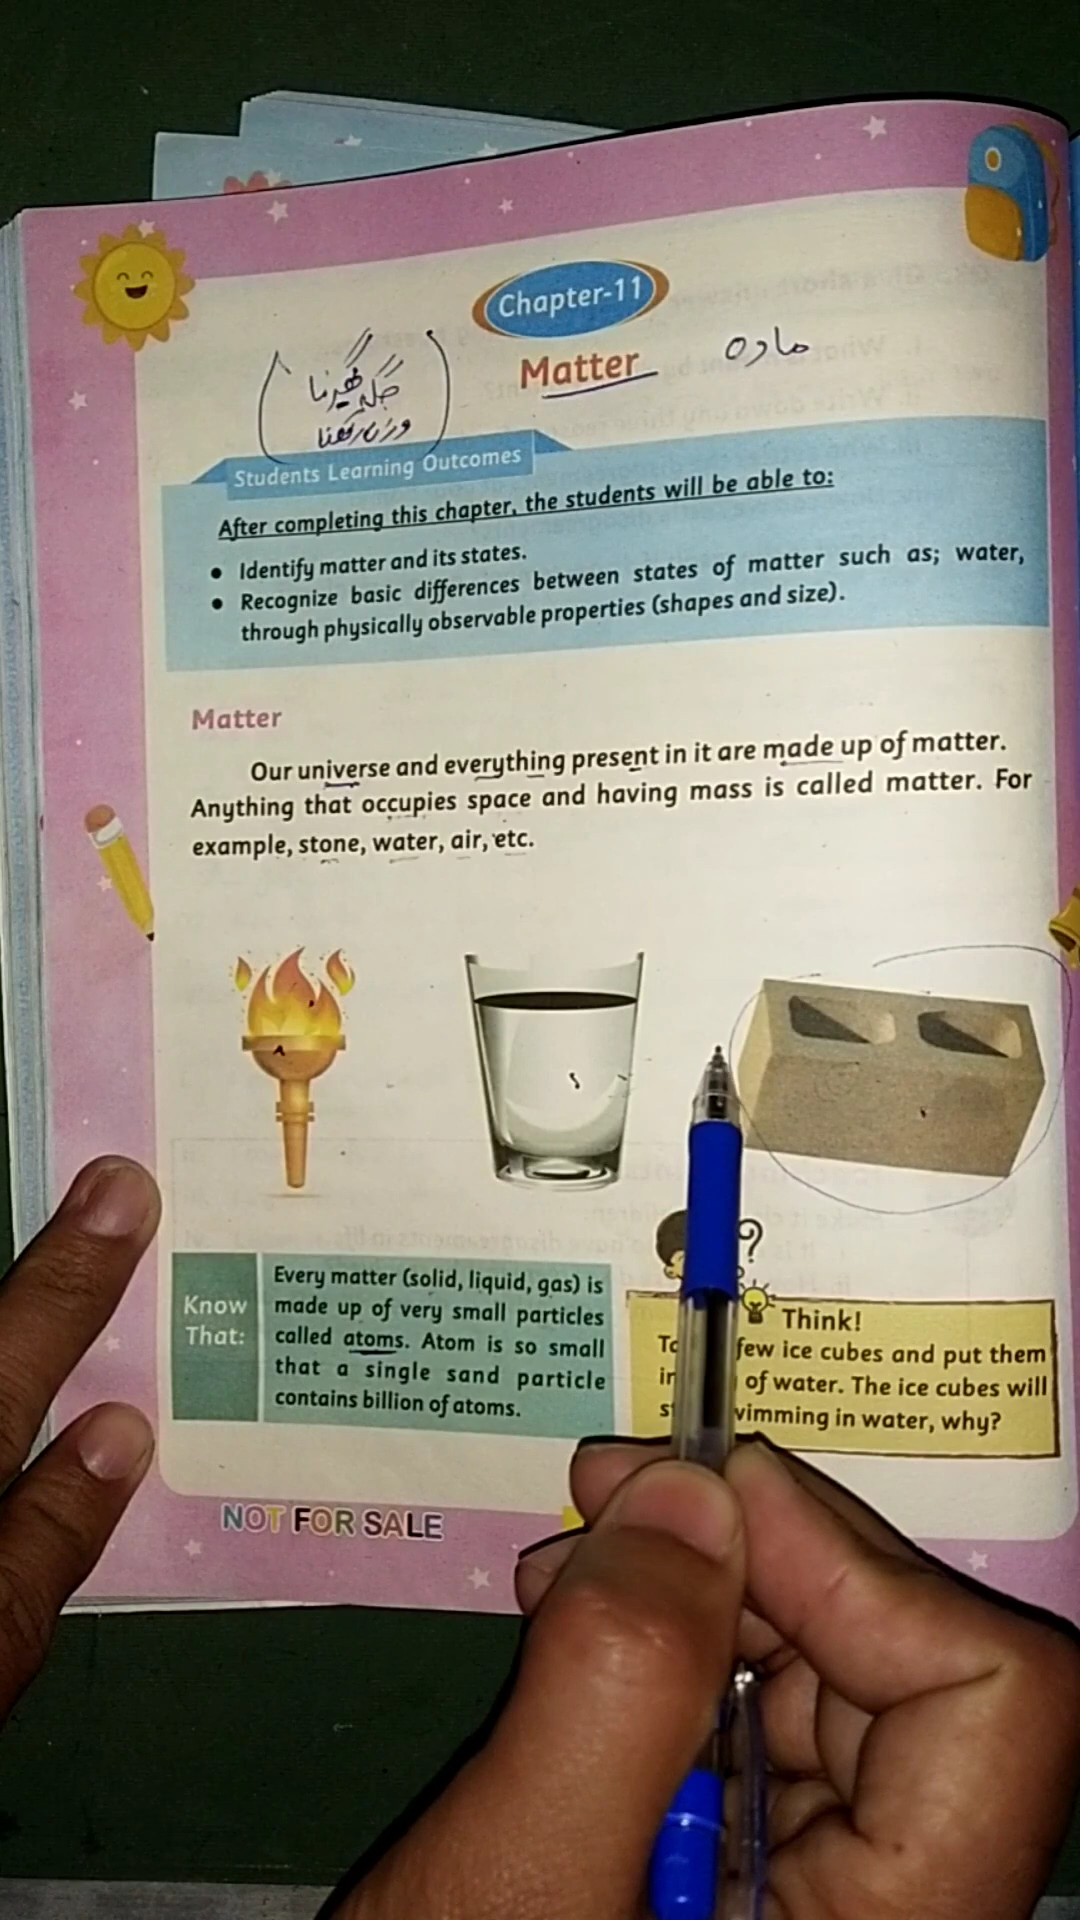 Chapter-11
Matter مادہ
جگہ گھیرنا
وزن رکھنا
Students Learning Outcomes
After completing this chapter, the students will be able to:
• Identify matter and its states.
• Recognize basic differences between states of matter such as; water,
through physically observable properties (shapes and size).
Matter
Our universe and everything present in it are made up of matter.
Anything that occupies space and having mass is called matter. For
example, stone, water, air, etc.
Know
That:
Every matter (solid, liquid, gas) is
made up of very small particles
called atoms. Atom is so small
that a single sand particle
contains billion of atoms.
?
Think!
few ice cubes and put them
of water. The ice cubes will
in water, why?
NOT FOR SALE